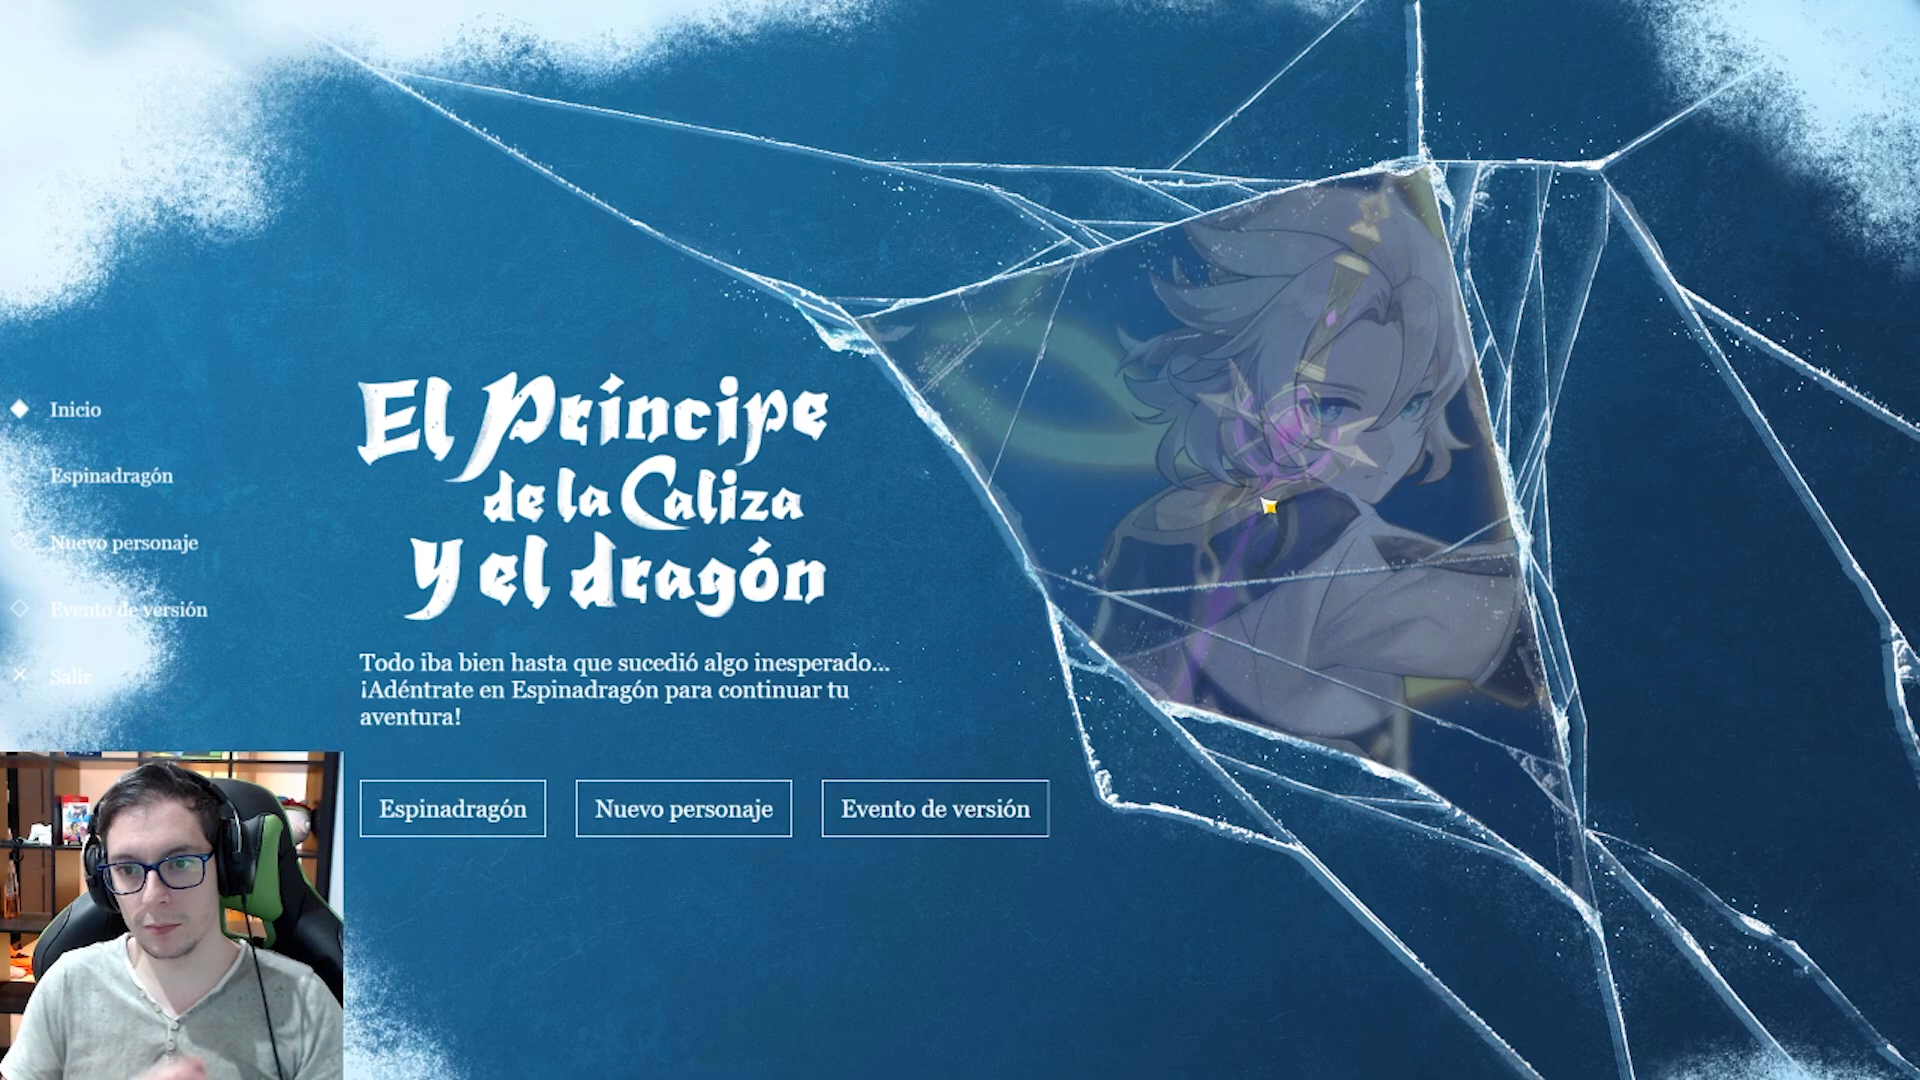 Inicio
Espinadragón
Nuevo personaje
Evento de versión
Salir
El Príncipe
de la Caliza
y el dragón
Todo iba bien hasta que sucedió algo inesperado...
¡Adéntrate en Espinadragón para continuar tu
aventura!
Espinadragón
Nuevo personaje
Evento de versión